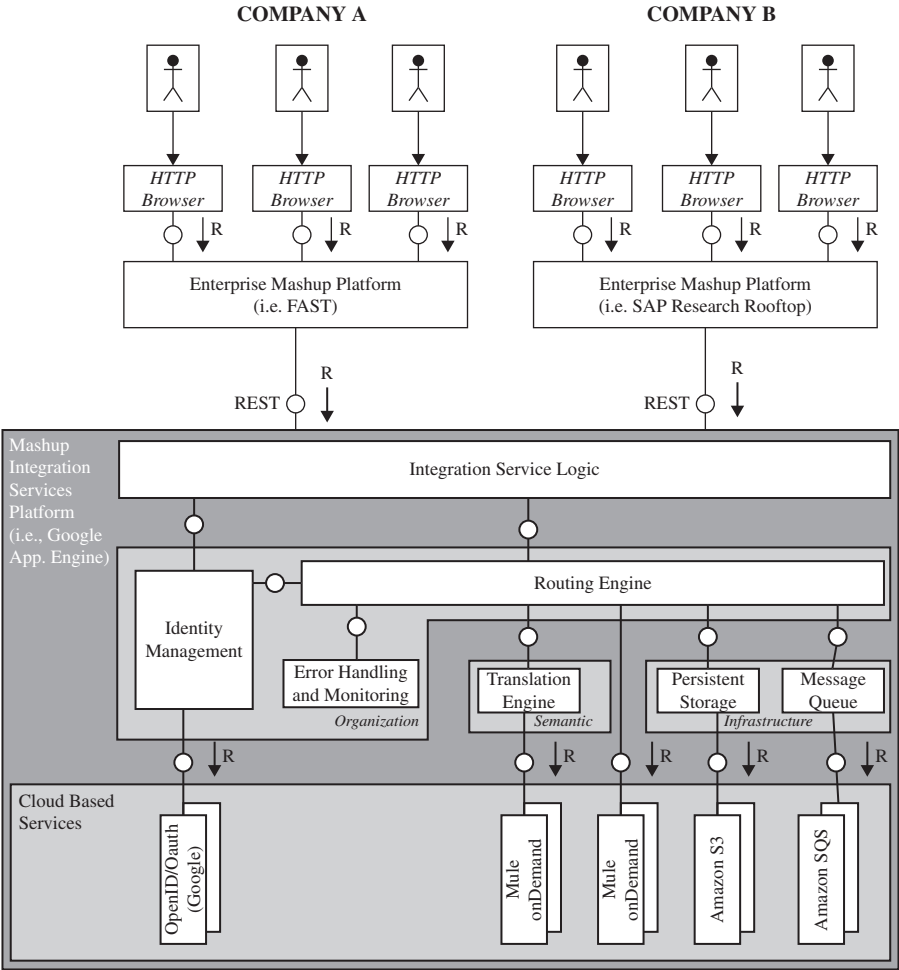 COMPANY A
COMPANY B
HTTP
Browser
HTTP
Browser
HTTP
Browser
HTTP
Browser
HTTP
Browser
HTTP
Browser
R
R
R
R
R
R
Enterprise Mashup Platform
(i.e. FAST)
Enterprise Mashup Platform
(i.e. SAP Research Rooftop)
R
REST
R
REST
Mashup
Integration
Services
Platform
(i.e., Google
App. Engine)
Integration Service Logic
Routing Engine
Identity
Management
Error Handling
and Monitoring
Organization
Translation
Engine
Semantic
Persistent
Storage
Infrastructure
Message
Queue
R
R
R
R
R
Cloud Based
Services
OpenID/Oauth
(Google)
Mule
onDemand
Mule
onDemand
Amazon S3
Amazon SQS